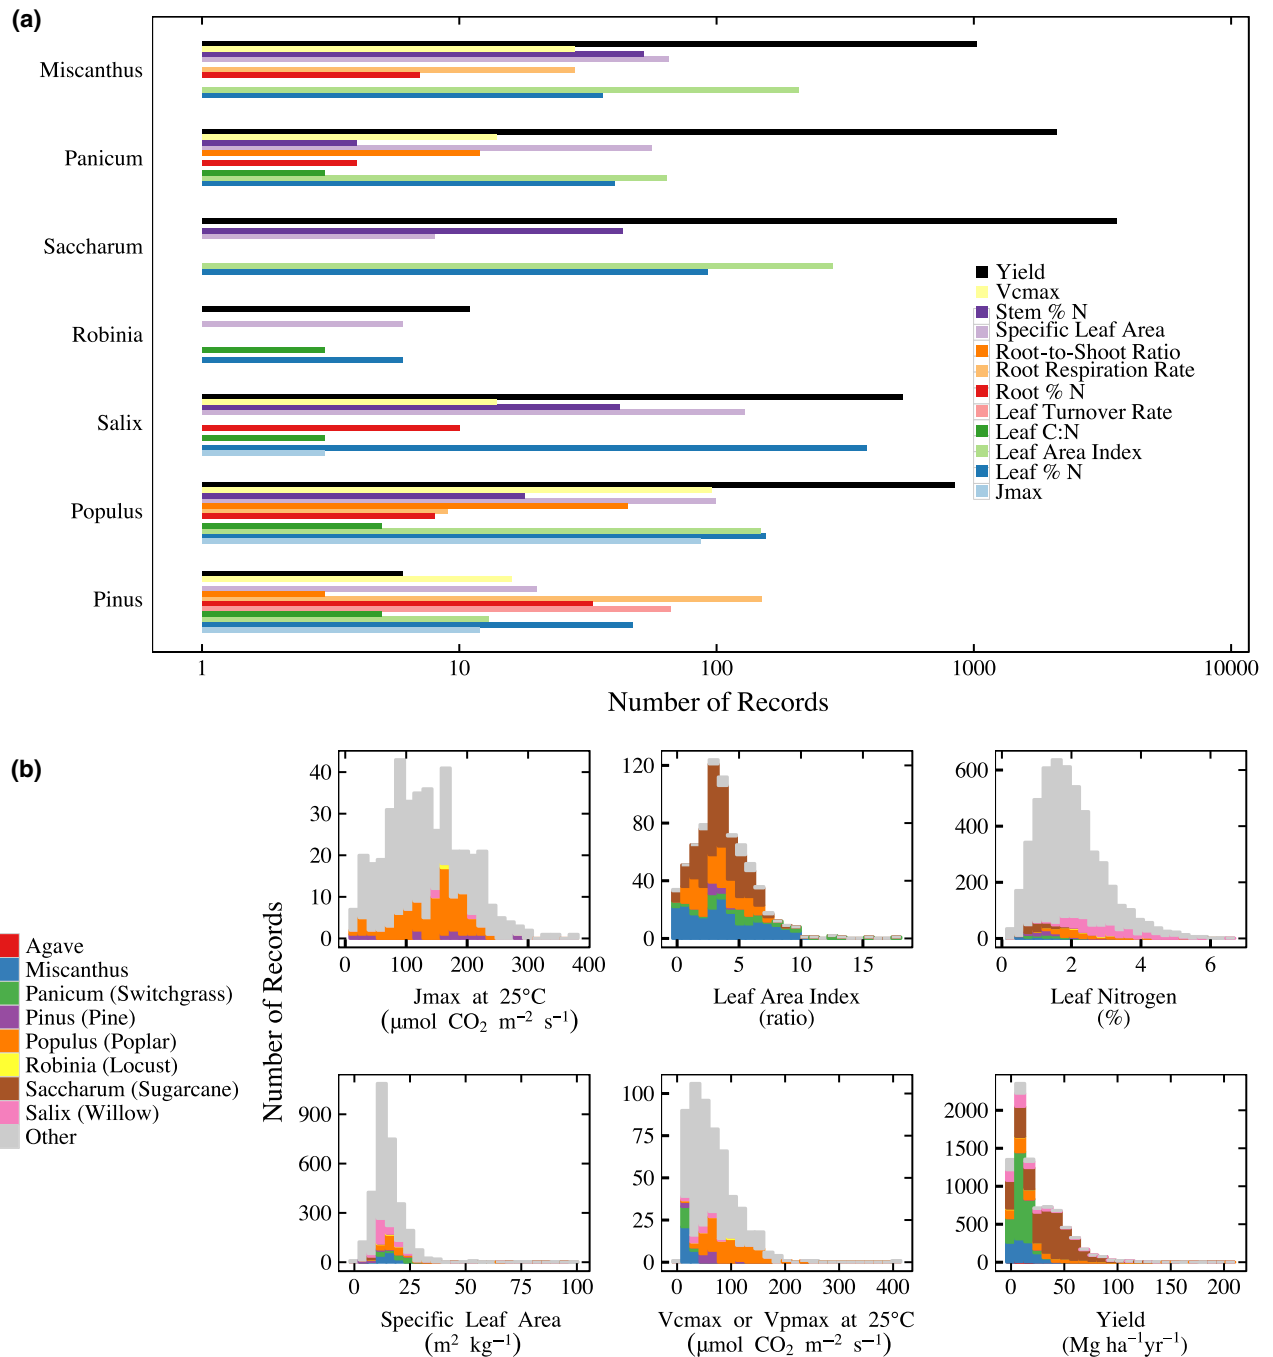 (a)
Miscanthus
Panicum
Saccharum
Robinia
Salix
Populus
Pinus
Yield
Vcmax
Stem % N
Specific Leaf Area
Root-to-Shoot Ratio
Root Respiration Rate
Root % N
Leaf Turnover Rate
Leaf C:N
Leaf Area Index
Leaf % N
Jmax
1 10 100 1000 10000
Number of Records
(b)
Agave
Miscanthus
Panicum (Switchgrass)
Pinus (Pine)
Populus (Poplar)
Robinia (Locust)
Saccharum (Sugarcane)
Salix (Willow)
Other
Number of Records
40
30
20
10
0
0 100 200 300 400
Jmax at 25°C
(μmol CO₂ m⁻² s⁻¹)
120
80
40
0
0 5 10 15
Leaf Area Index
(ratio)
600
400
200
0
0 2 4 6
Leaf Nitrogen
(%)
900
600
300
0
0 25 50 75 100
Specific Leaf Area
(m² kg⁻¹)
100
75
50
25
0
0 100 200 300 400
Vcmax or Vpmax at 25°C
(μmol CO₂ m⁻² s⁻¹)
2000
1500
1000
500
0
0 50 100 150 200
Yield
(Mg ha⁻¹yr⁻¹)